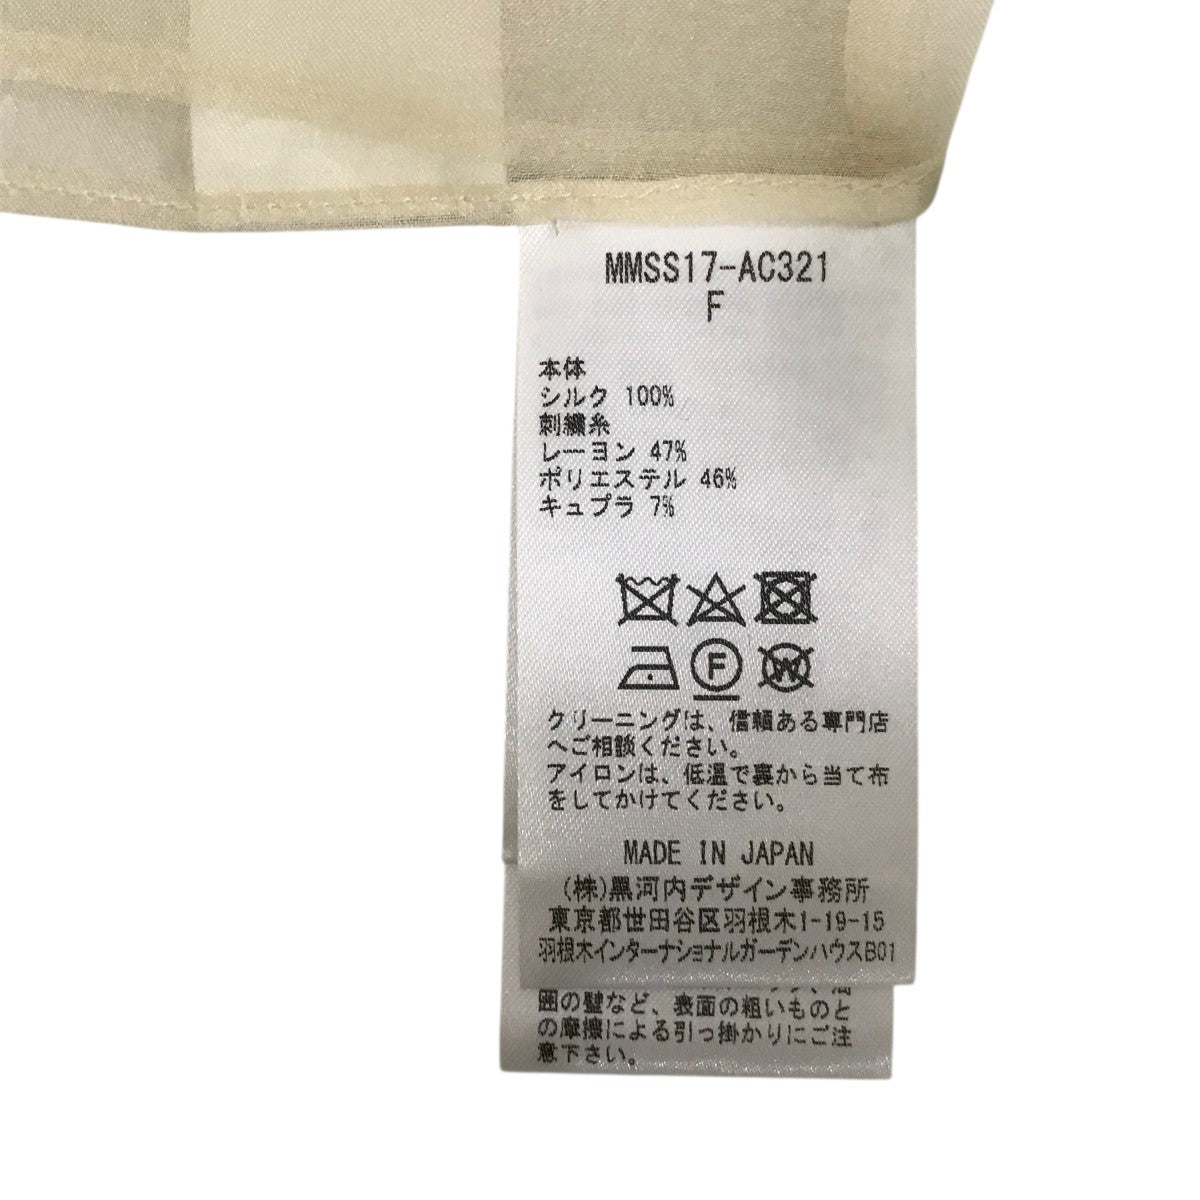 MMSS17-AC321
F
本体
シルク 100%
刺繍糸
レーヨン 47%
ポリエステル 46%
キュプラ 7%
F
W
クリーニングは、信頼ある専門店
へご相談ください。
アイロンは、低温で裏から当て布
をしてかけてください。
MADE IN JAPAN
(株)黒河内デザイン事務所
東京都世田谷区羽根木1-19-15
羽根木インターナショナルガーデンハウスB01
囲の壁など、表面の粗いものと
の摩擦による引っ掛かりにご注
意下さい。